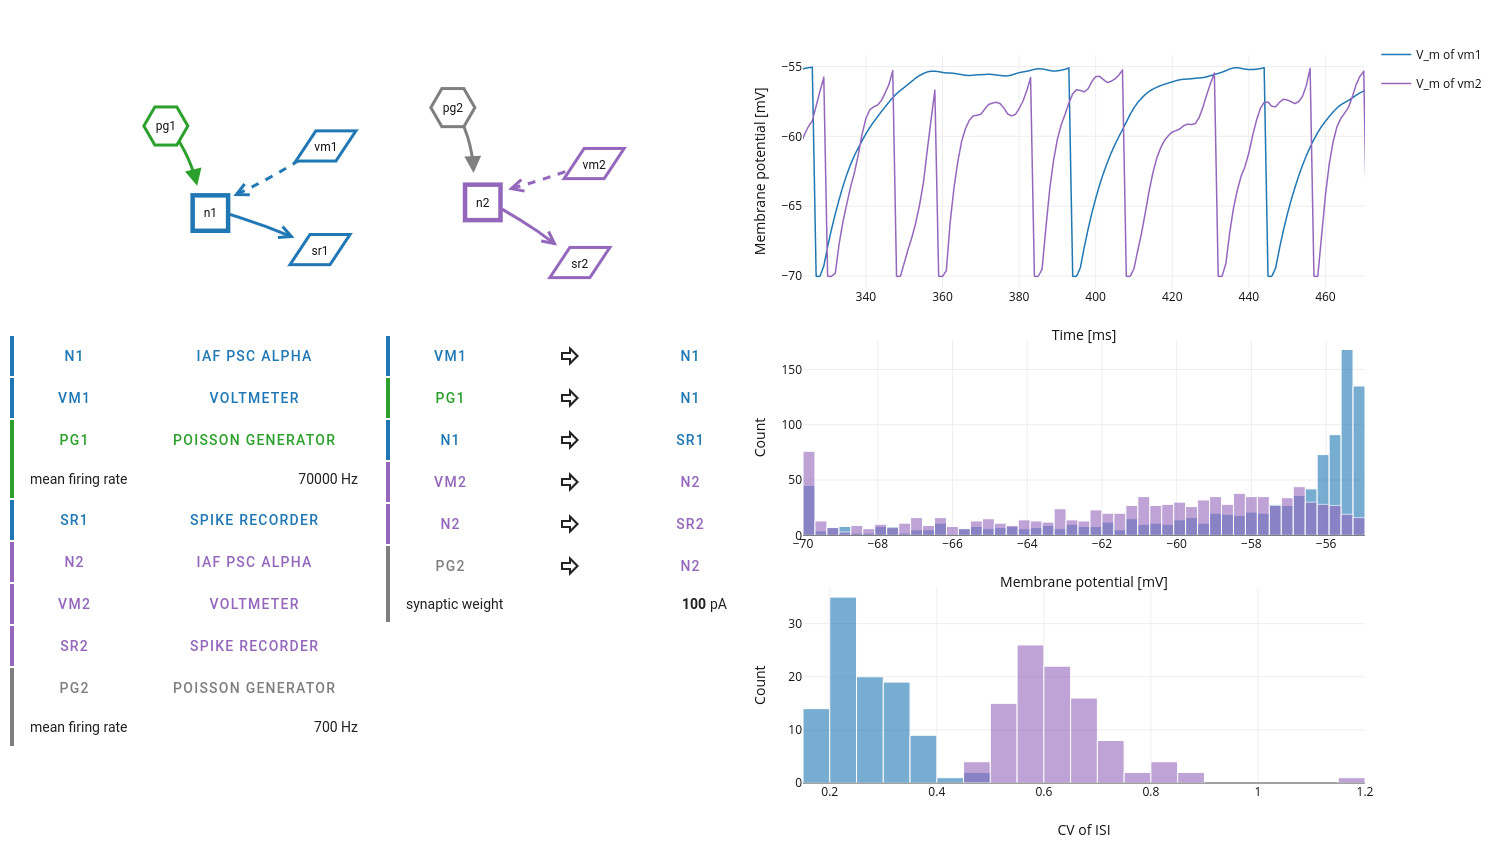 pg1
vm1
n1
sr1
pg2
vm2
n2
sr2
N1 IAF PSC ALPHA
VM1 VOLTMETER
PG1 POISSON GENERATOR
mean firing rate 70000 Hz
SR1 SPIKE RECORDER
N2 IAF PSC ALPHA
VM2 VOLTMETER
SR2 SPIKE RECORDER
PG2 POISSON GENERATOR
mean firing rate 700 Hz
VM1 N1
PG1 N1
N1 SR1
VM2 N2
N2 SR2
PG2 N2
synaptic weight 100 pA
V_m of vm1
V_m of vm2
Membrane potential [mV]
−55
−60
−65
−70
340 360 380 400 420 440 460
Time [ms]
Count
150
100
50
0
−70 −68 −66 −64 −62 −60 −58 −56
Membrane potential [mV]
Count
30
20
10
0
0.2 0.4 0.6 0.8 1 1.2
CV of ISI